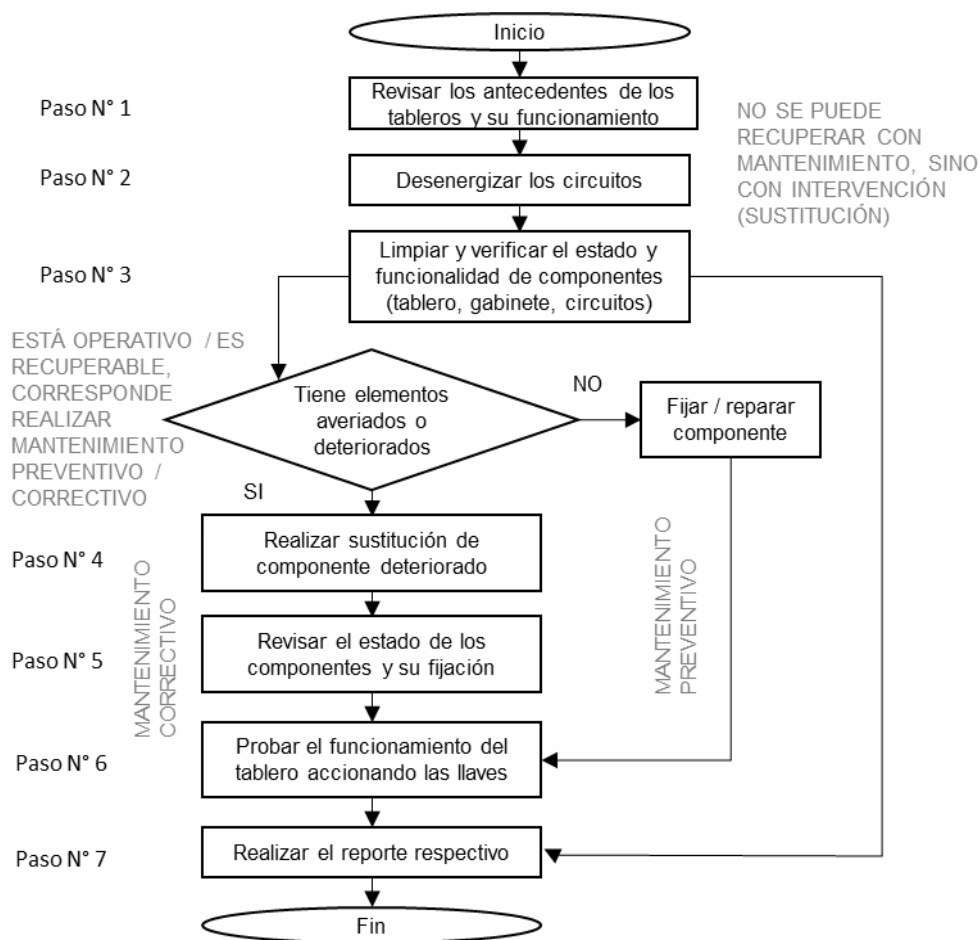 Inicio
Paso N° 1
Revisar los antecedentes de los
tableros y su funcionamiento
NO SE PUEDE
RECUPERAR CON
MANTENIMIENTO, SINO
CON INTERVENCIÓN
(SUSTITUCIÓN)
Paso N° 2
Desenergizar los circuitos
Paso N° 3
Limpiar y verificar el estado y
funcionalidad de componentes
(tablero, gabinete, circuitos)
ESTÁ OPERATIVO / ES
RECUPERABLE,
CORRESPONDE
REALIZAR
MANTENIMIENTO
PREVENTIVO /
CORRECTIVO
Tiene elementos
averiados o
deteriorados
NO
Fijar / reparar
componente
SI
Paso N° 4
Realizar sustitución de
componente deteriorado
MANTENIMIENTO
CORRECTIVO
MANTENIMIENTO
PREVENTIVO
Paso N° 5
Revisar el estado de los
componentes y su fijación
Paso N° 6
Probar el funcionamiento del
tablero accionando las llaves
Paso N° 7
Realizar el reporte respectivo
Fin